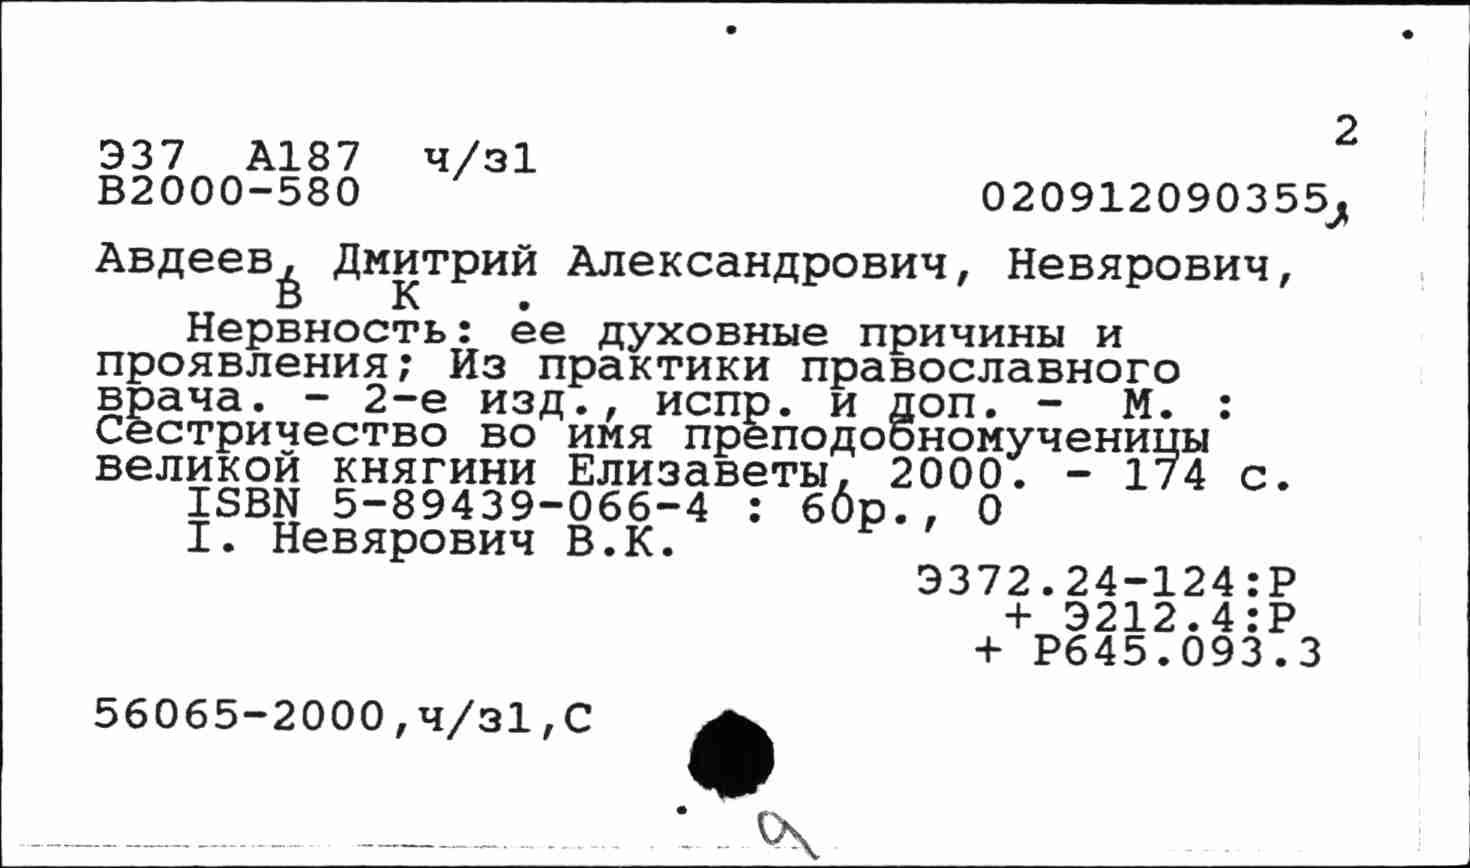 2
Э37 А187 ч/з1
В2000-580 020912090355
Авдеев, Дмитрий Александрович, Невярович,
В К .
Нервность: ее духовные причины и
проявления; Из практики православного
врача. - 2-е изд., испр. и доп. - М. :
Сестричество во имя преподобномученицы
великой княгини Елизаветы, 2000. - 174 с.
ISBN 5-89439-066-4 : 60р., 0
I. Невярович В.К.
Э372.24-124:Р
+ Э212.4:Р
+ Р645.093.3
56065-2000,ч/з1,С